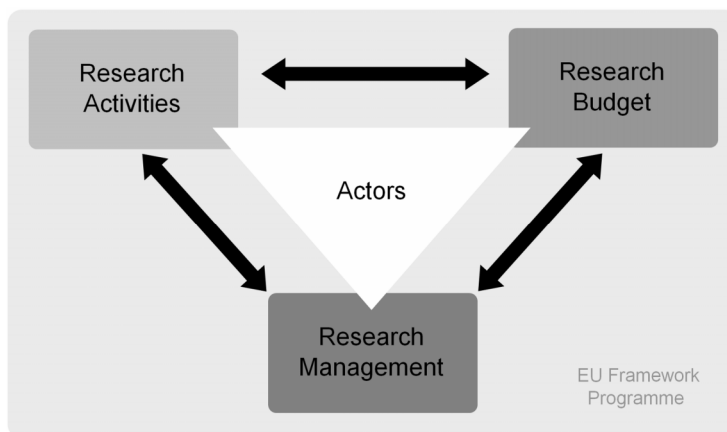 Research
Activities
Research
Budget
Actors
Research
Management
EU Framework
Programme